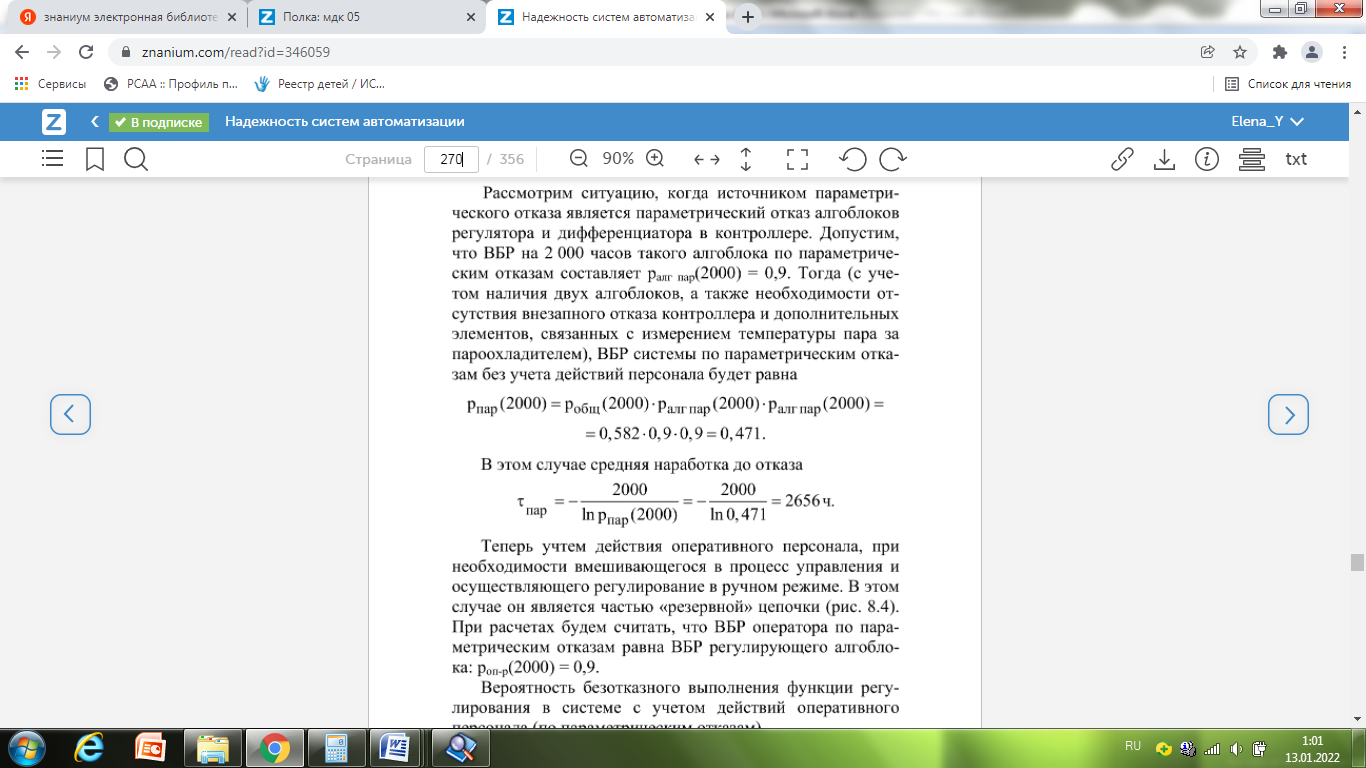 знаниум электронная библиоте
Полка: мдк 05
Надежность систем автоматиза
znanium.com/read?id=346059
Сервисы
РСАА :: Профиль п...
Реестр детей / ИС...
Список для чтения
Z
В подписке
Надежность систем автоматизации
Elena_Y
Страница
270
/ 356
90%
txt
Рассмотрим ситуацию, когда источником параметри-
ческого отказа является параметрический отказ алгоблоков
регулятора и дифференциатора в контроллере. Допустим,
что ВБР на 2 000 часов такого алгоблока по параметриче-
ским отказам составляет pалг пар(2000) = 0,9. Тогда (с уче-
том наличия двух алгоблоков, а также необходимости от-
сутствия внезапного отказа контроллера и дополнительных
элементов, связанных с измерением температуры пара за
пароохладителем), ВБР системы по параметрическим отка-
зам без учета действий персонала будет равна
pпар(2000) = pобщ(2000)·pалг пар(2000)·pалг пар(2000) =
= 0,582·0,9·0,9 = 0,471.
В этом случае средняя наработка до отказа
τпар = − 2000 / ln pпар(2000) = − 2000 / ln 0,471 = 2656 ч.
Теперь учтем действия оперативного персонала, при
необходимости вмешивающегося в процесс управления и
осуществляющего регулирование в ручном режиме. В этом
случае он является частью «резервной» цепочки (рис. 8.4).
При расчетах будем считать, что ВБР оператора по пара-
метрическим отказам равна ВБР регулирующего алгобло-
ка: pоп-р(2000) = 0,9.
Вероятность безотказного выполнения функции регу-
лирования в системе с учетом действий оперативного
персонала (по параметрическим отказам)
RU
1:01
13.01.2022